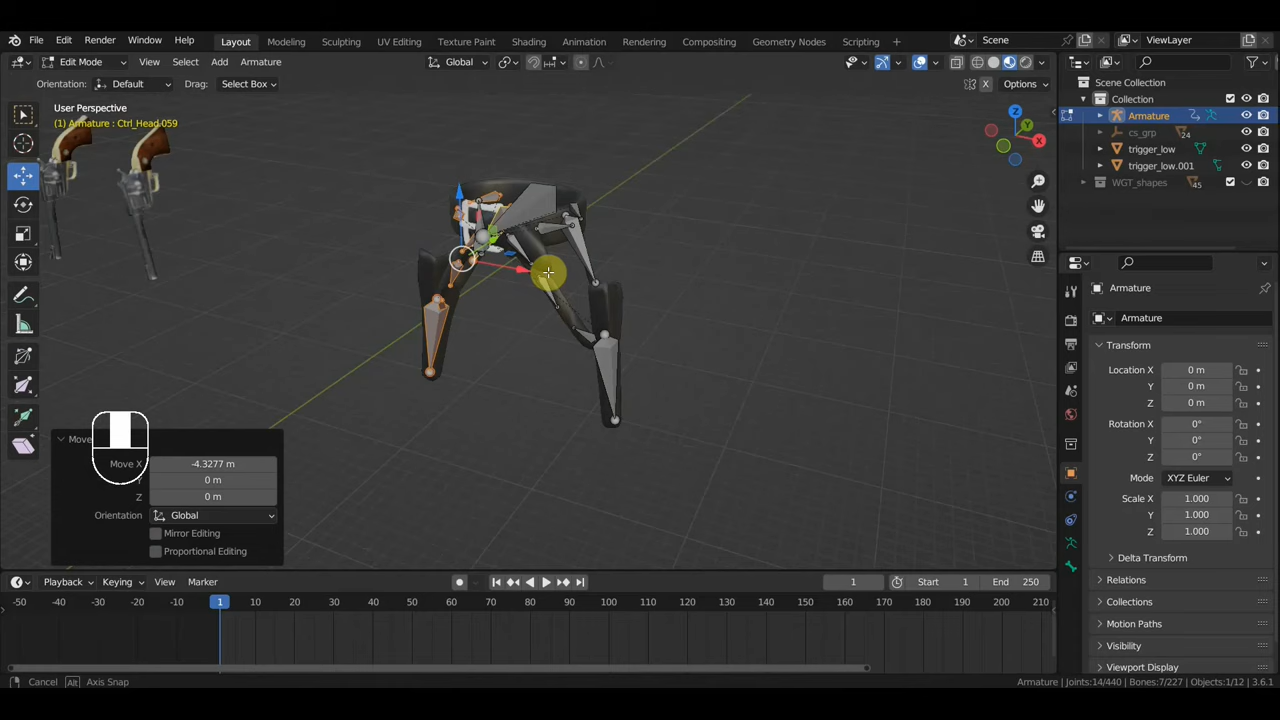 File Edit Render Window Help Layout Modeling Sculpting UV Editing Texture Paint Shading Animation Rendering Compositing Geometry Nodes Scripting + Scene ViewLayer
Edit Mode View Select Add Armature Global
Orientation: Default Drag: Select Box X Options
Scene Collection
Collection
Armature
cs_grp 24
trigger_low
trigger_low.001
WGT_shapes 45
User Perspective
(1) Armature : Ctrl_Head.059
Z
Y
X
Armature
Armature
Transform
Location X 0 m
Y 0 m
Z 0 m
Rotation X 0°
Y 0°
Z 0°
Mode XYZ Euler
Scale X 1.000
Y 1.000
Z 1.000
Delta Transform
Relations
Collections
Motion Paths
Visibility
Viewport Display
Move
Move X -4.3277 m
Y 0 m
Z 0 m
Orientation Global
Mirror Editing
Proportional Editing
Playback Keying View Marker 1 Start 1 End 250
-50 -40 -30 -20 -10 1 10 20 30 40 50 60 70 80 90 100 110 120 130 140 150 160 170 180 190 200 210
Cancel Alt Axis Snap Armature | Joints:14/440 | Bones:7/227 | Objects:1/12 | 3.6.1